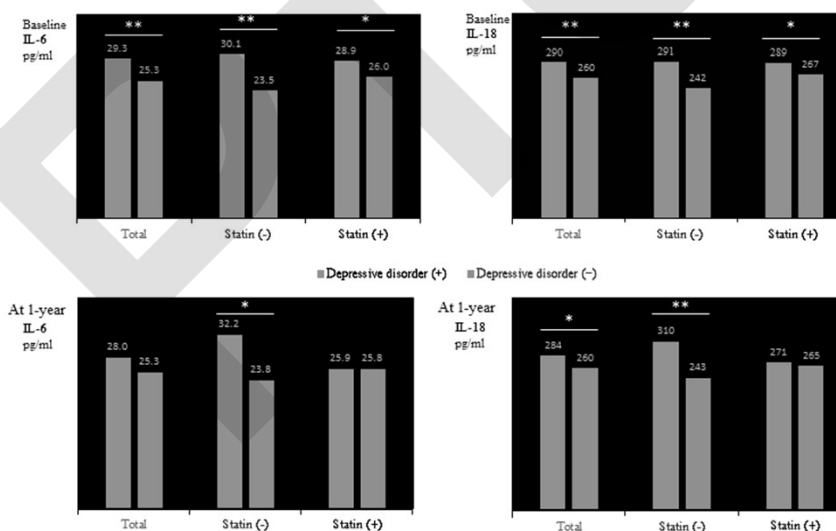 Baseline
IL-6
pg/ml
** ** *
29.3 25.3 30.1 23.5 28.9 26.0
Total Statin (-) Statin (+)
Baseline
IL-18
pg/ml
** ** *
290 260 291 242 289 267
Total Statin (-) Statin (+)
Depressive disorder (+) Depressive disorder (−)
At 1-year
IL-6
pg/ml
*
28.0 25.3 32.2 23.8 25.9 25.8
Total Statin (-) Statin (+)
At 1-year
IL-18
pg/ml
* **
284 260 310 243 271 265
Total Statin (-) Statin (+)